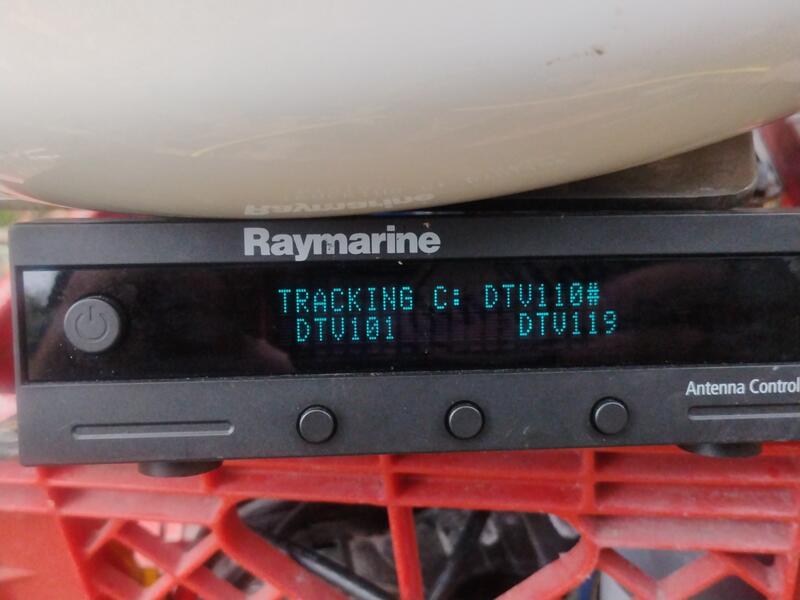 Raymarine
TRACKING C: DTV110#
DTV101 DTV119
Antenna Control